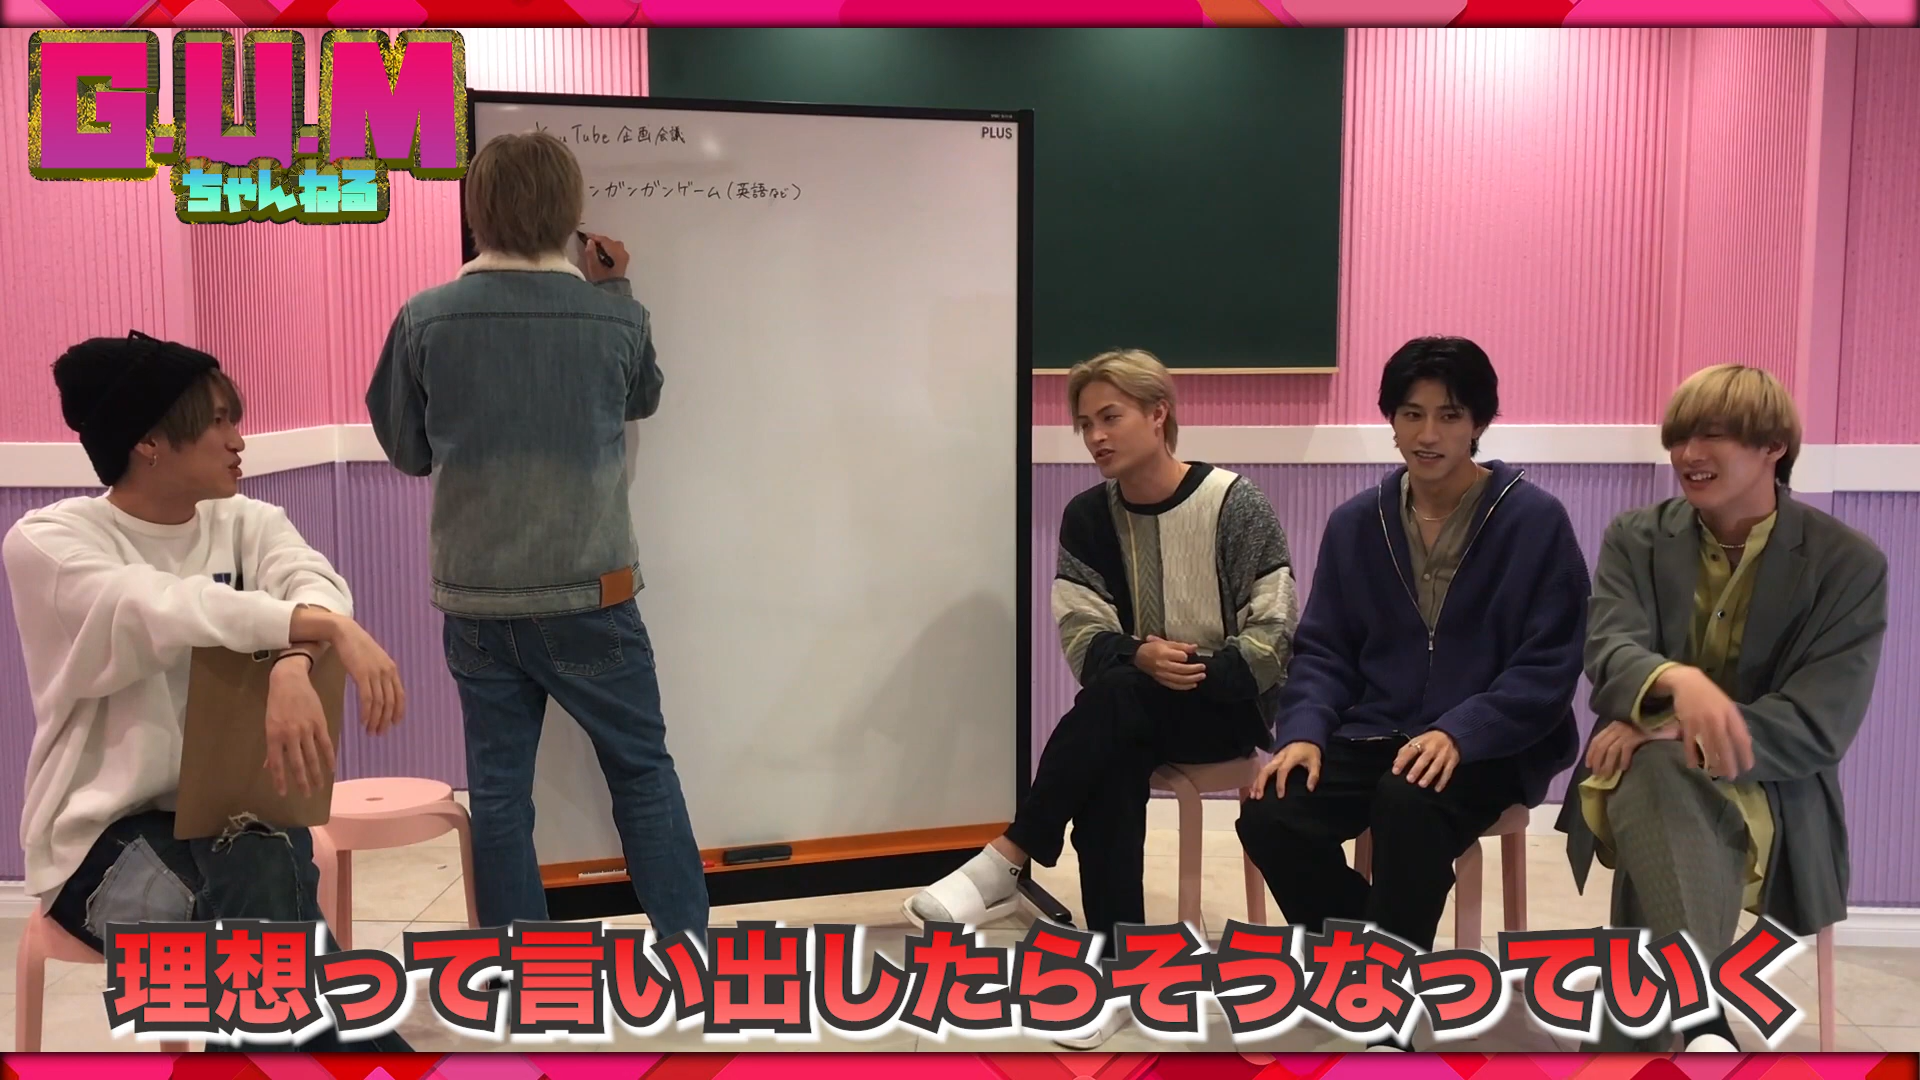 G.U.M
ちゃんねる
PLUS
Tube 企画会議
ンガンガンゲーム（英語など）
理想って言い出したらそうなっていく